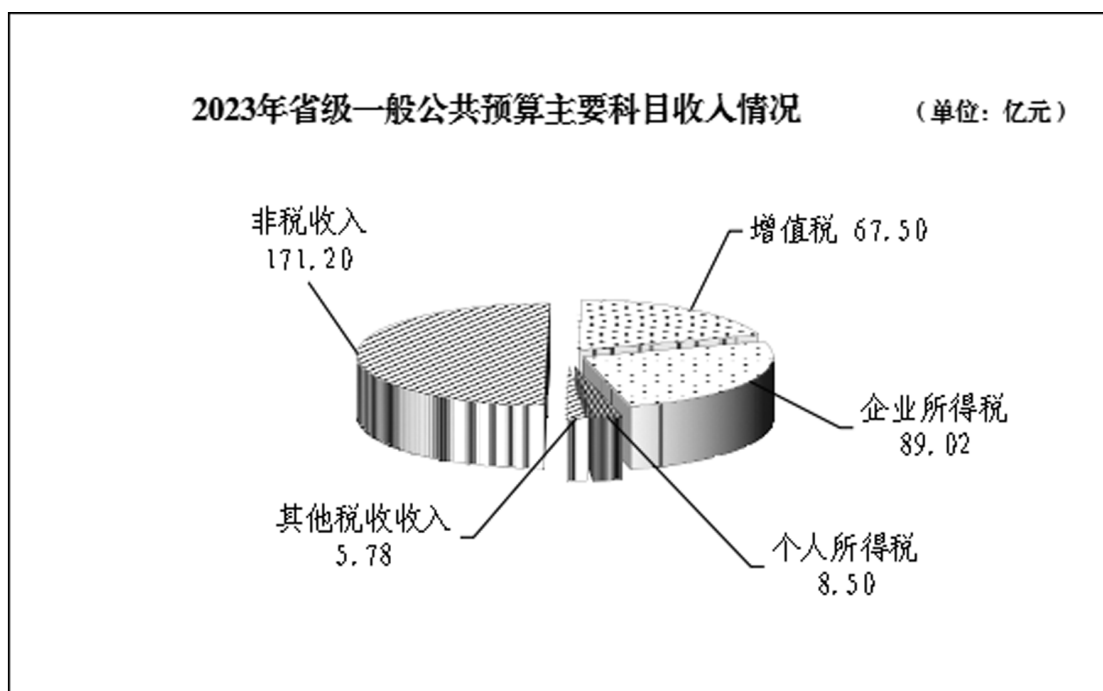 2023年省级一般公共预算主要科目收入情况 （单位：亿元）
非税收入
171.20
增值税 67.50
企业所得税
89.02
其他税收收入
5.78
个人所得税
8.50